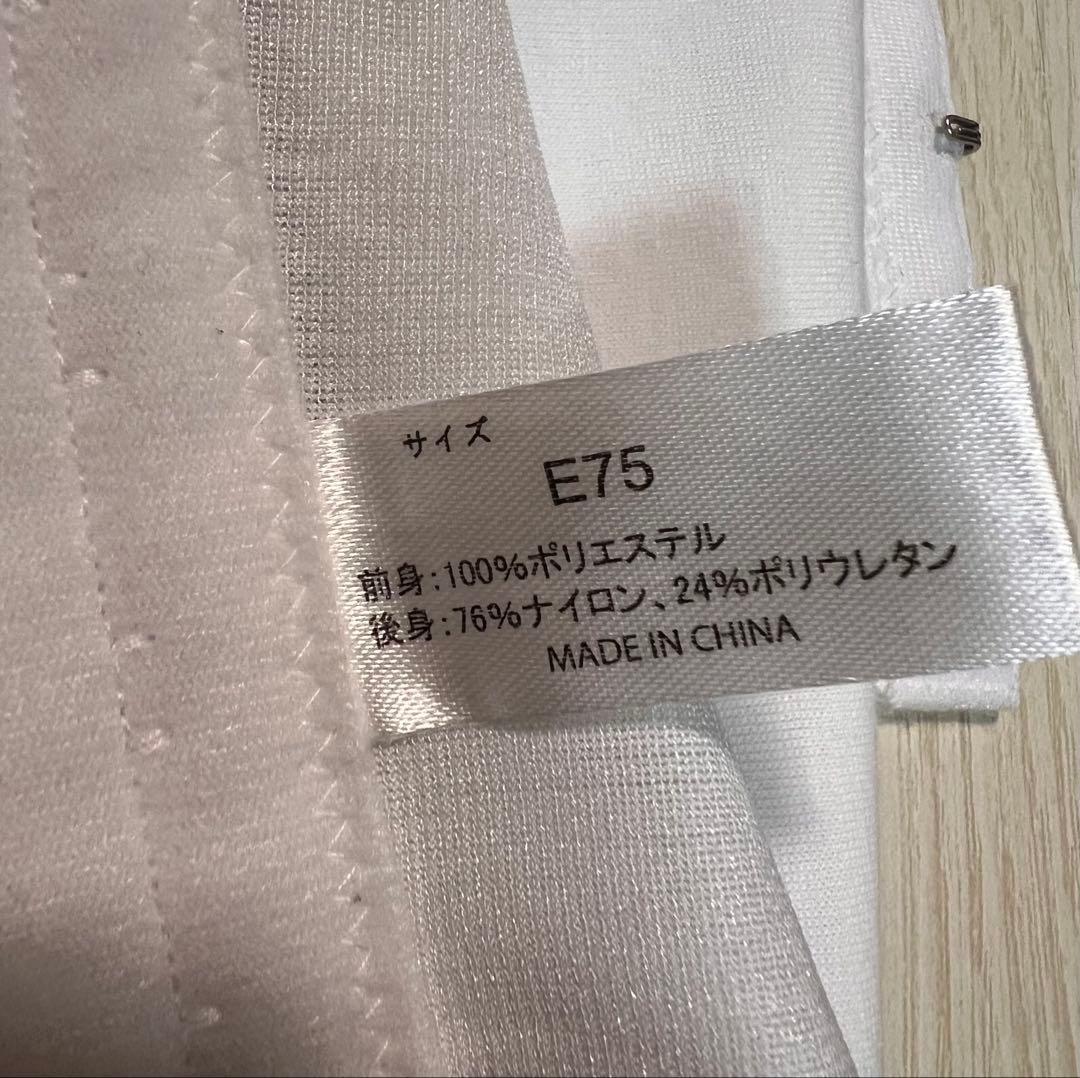 サイズ
E75
前身:100%ポリエステル
後身:76%ナイロン、24%ポリウレタン
MADE IN CHINA